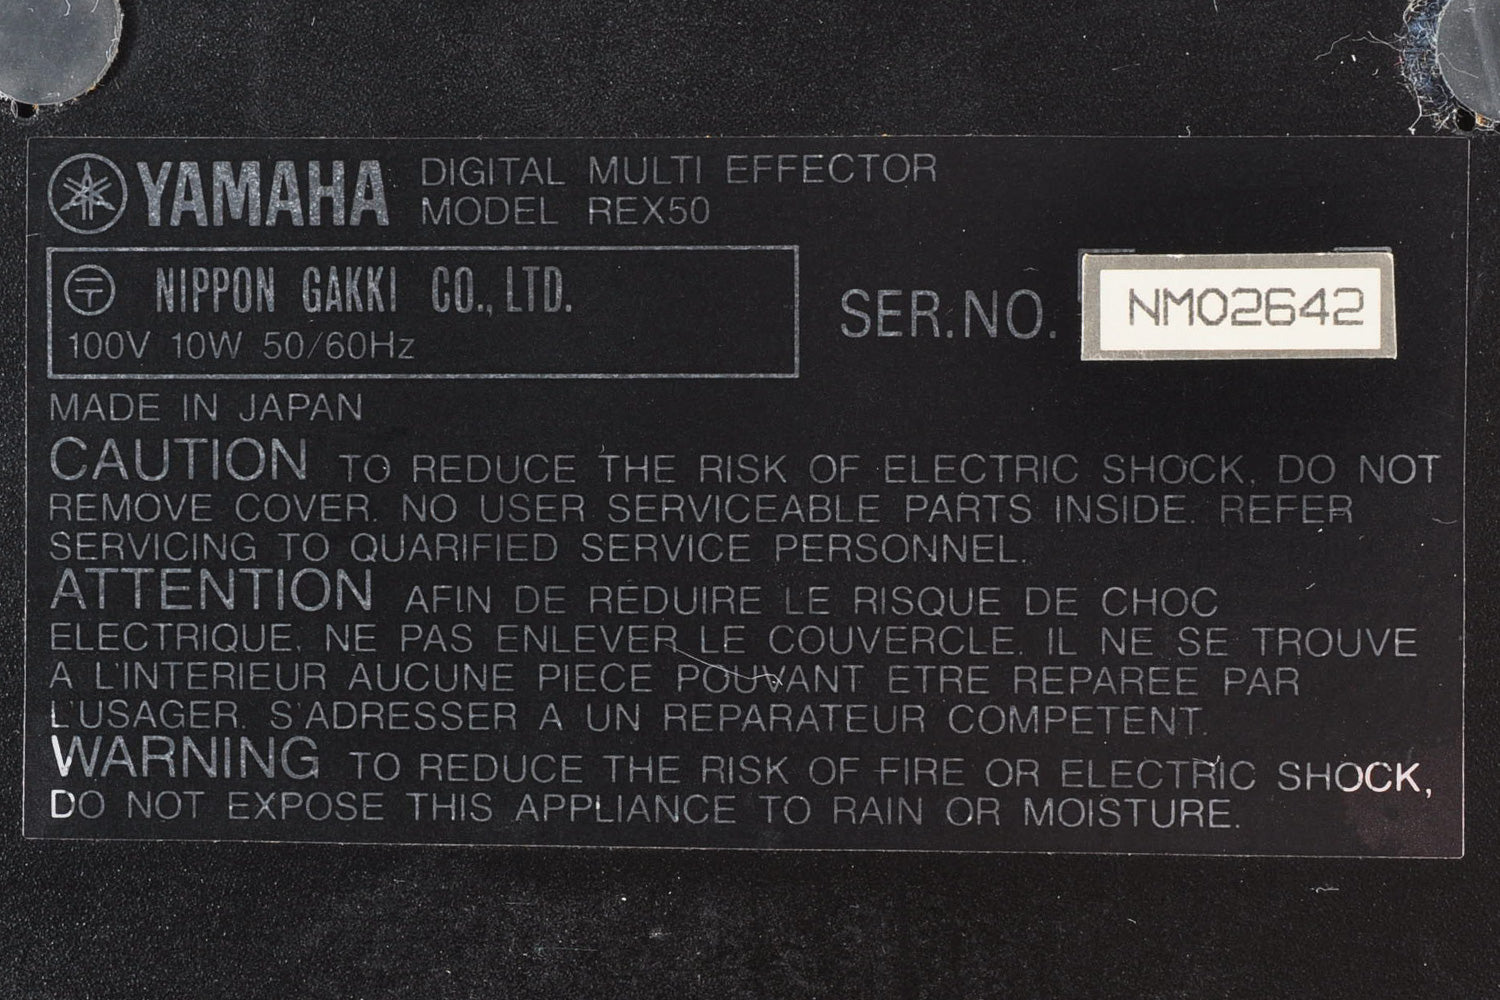 YAMAHA DIGITAL MULTI EFFECTOR
MODEL REX50
NIPPON GAKKI CO., LTD.
100V 10W 50/60Hz
SER.NO. NM02642
MADE IN JAPAN
CAUTION TO REDUCE THE RISK OF ELECTRIC SHOCK, DO NOT
REMOVE COVER. NO USER SERVICEABLE PARTS INSIDE. REFER
SERVICING TO QUARIFIED SERVICE PERSONNEL.
ATTENTION AFIN DE REDUIRE LE RISQUE DE CHOC
ELECTRIQUE, NE PAS ENLEVER LE COUVERCLE. IL NE SE TROUVE
A L'INTERIEUR AUCUNE PIECE POUVANT ETRE REPAREE PAR
L'USAGER. S'ADRESSER A UN REPARATEUR COMPETENT.
WARNING TO REDUCE THE RISK OF FIRE OR ELECTRIC SHOCK,
DO NOT EXPOSE THIS APPLIANCE TO RAIN OR MOISTURE.